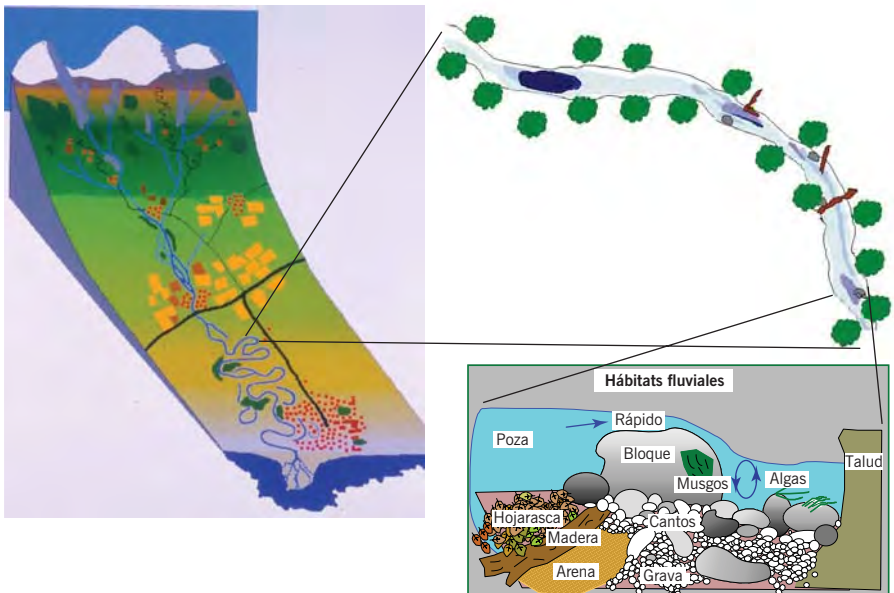 Hábitats fluviales
Rápido
Poza
Bloque
Talud
Musgos
Algas
Hojarasca
Cantos
Madera
Arena
Grava